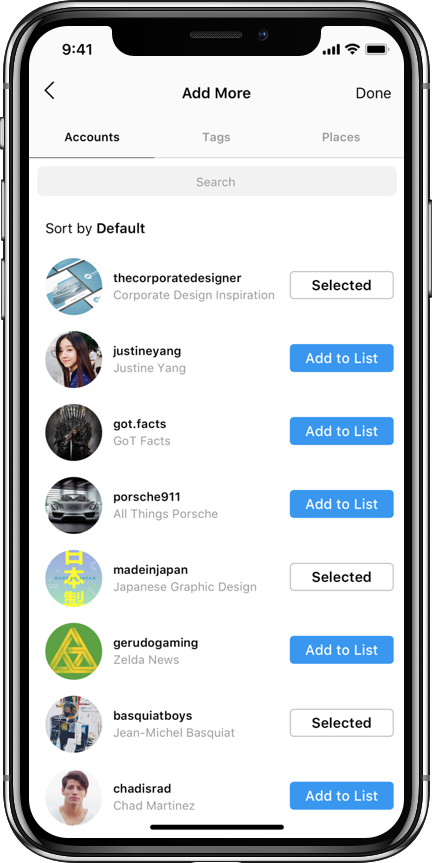 9:41
Add More
Done
Accounts
Tags
Places
Search
Sort by Default
thecorporatedesigner
Corporate Design Inspiration
Selected
justineyang
Justine Yang
Add to List
got.facts
GoT Facts
Add to List
porsche911
All Things Porsche
Add to List
日
本
制
madeinjapan
Japanese Graphic Design
Selected
gerudogaming
Zelda News
Add to List
basquiatboys
Jean-Michel Basquiat
Selected
chadisrad
Chad Martinez
Add to List